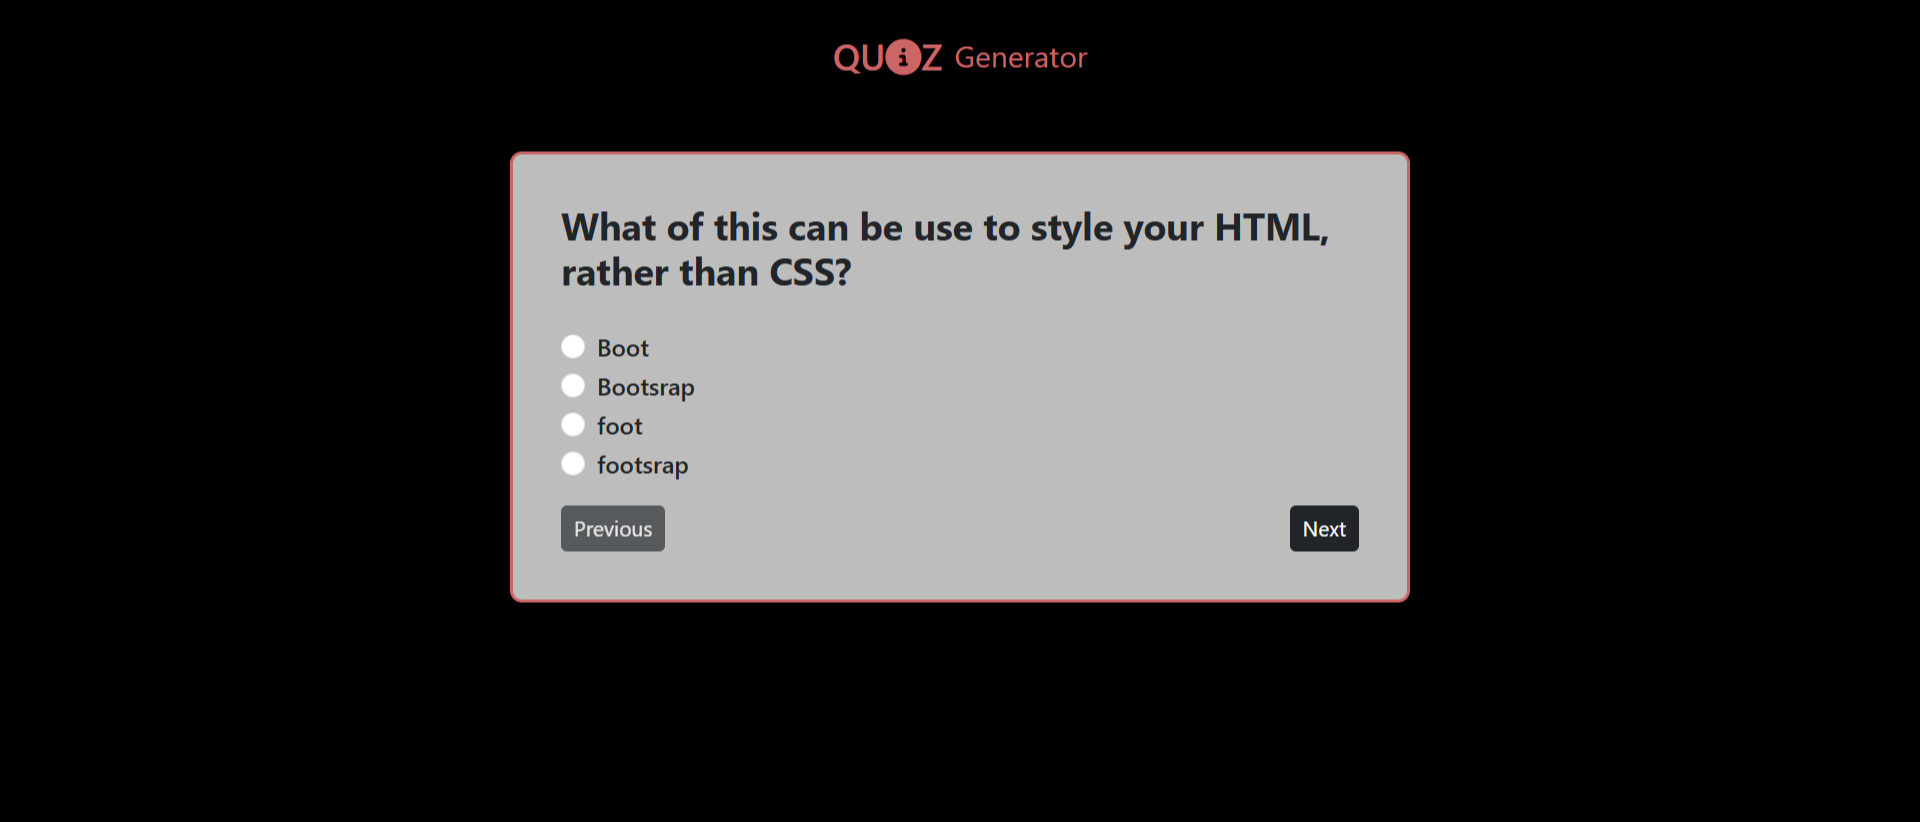 QUiZ Generator
What of this can be use to style your HTML,
rather than CSS?
Boot
Bootsrap
foot
footsrap
Previous
Next